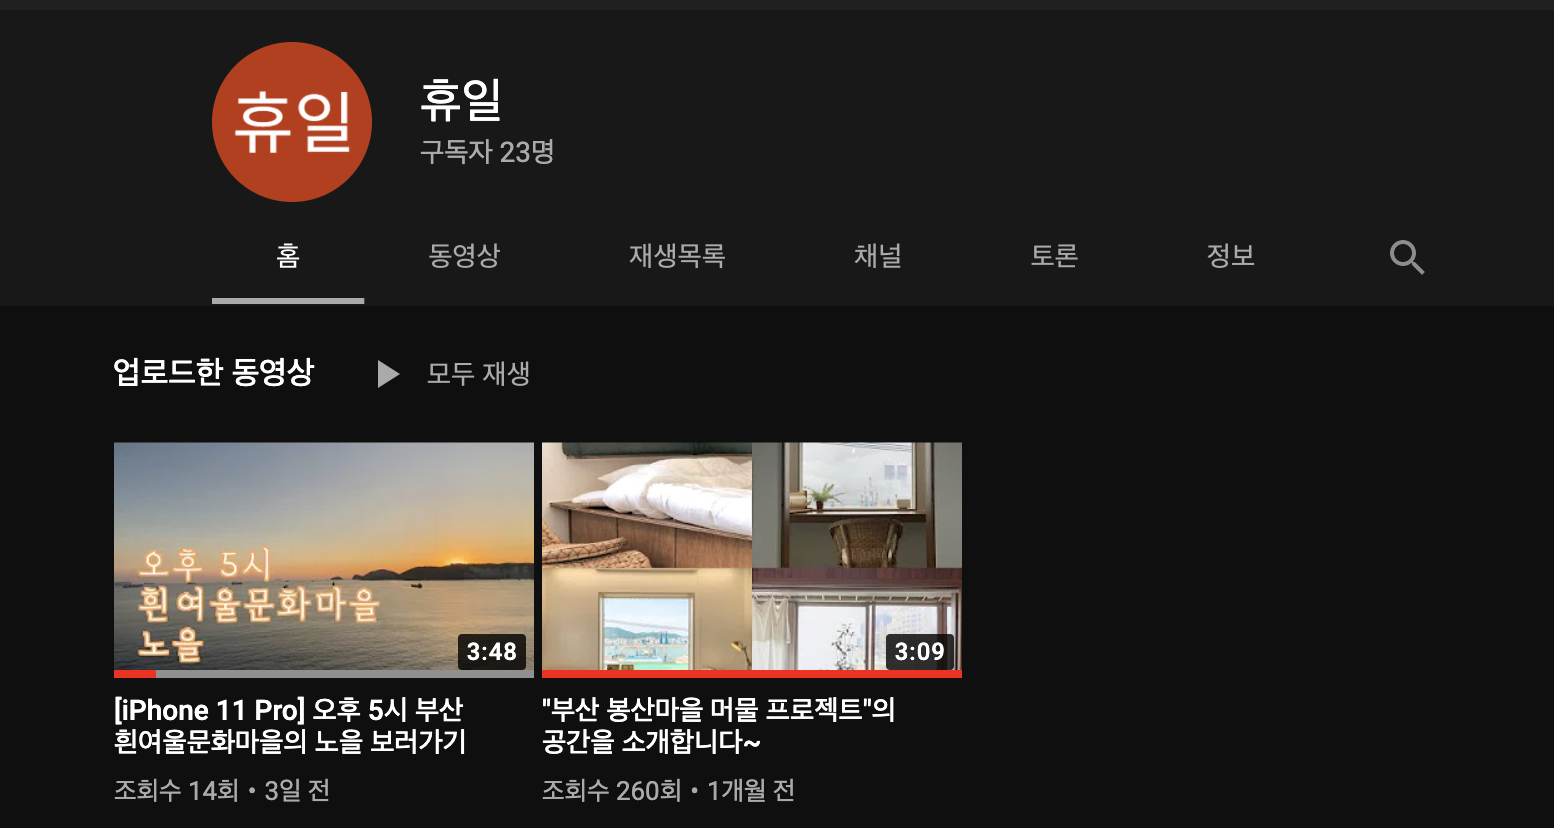 휴일
휴일
구독자 23명
홈
동영상
재생목록
채널
토론
정보
업로드한 동영상
모두 재생
오후 5시
흰여울문화마을
노을
3:48
[iPhone 11 Pro] 오후 5시 부산
흰여울문화마을의 노을 보러가기
조회수 14회 • 3일 전
3:09
"부산 봉산마을 머물 프로젝트"의
공간을 소개합니다~
조회수 260회 • 1개월 전